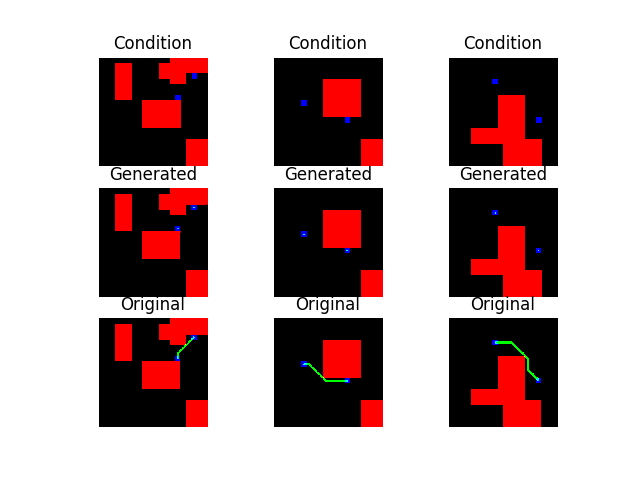 Condition Condition Condition
Generated Generated Generated
Original Original Original